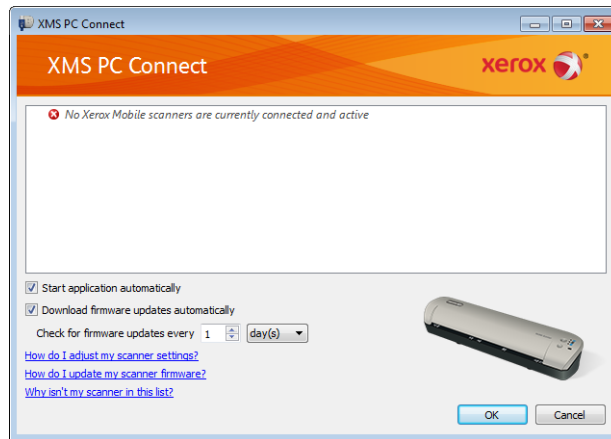 XMS PC Connect
XMS PC Connect
xerox
No Xerox Mobile scanners are currently connected and active
Start application automatically
Download firmware updates automatically
Check for firmware updates every 1 day(s)
How do I adjust my scanner settings?
How do I update my scanner firmware?
Why isn't my scanner in this list?
OK Cancel